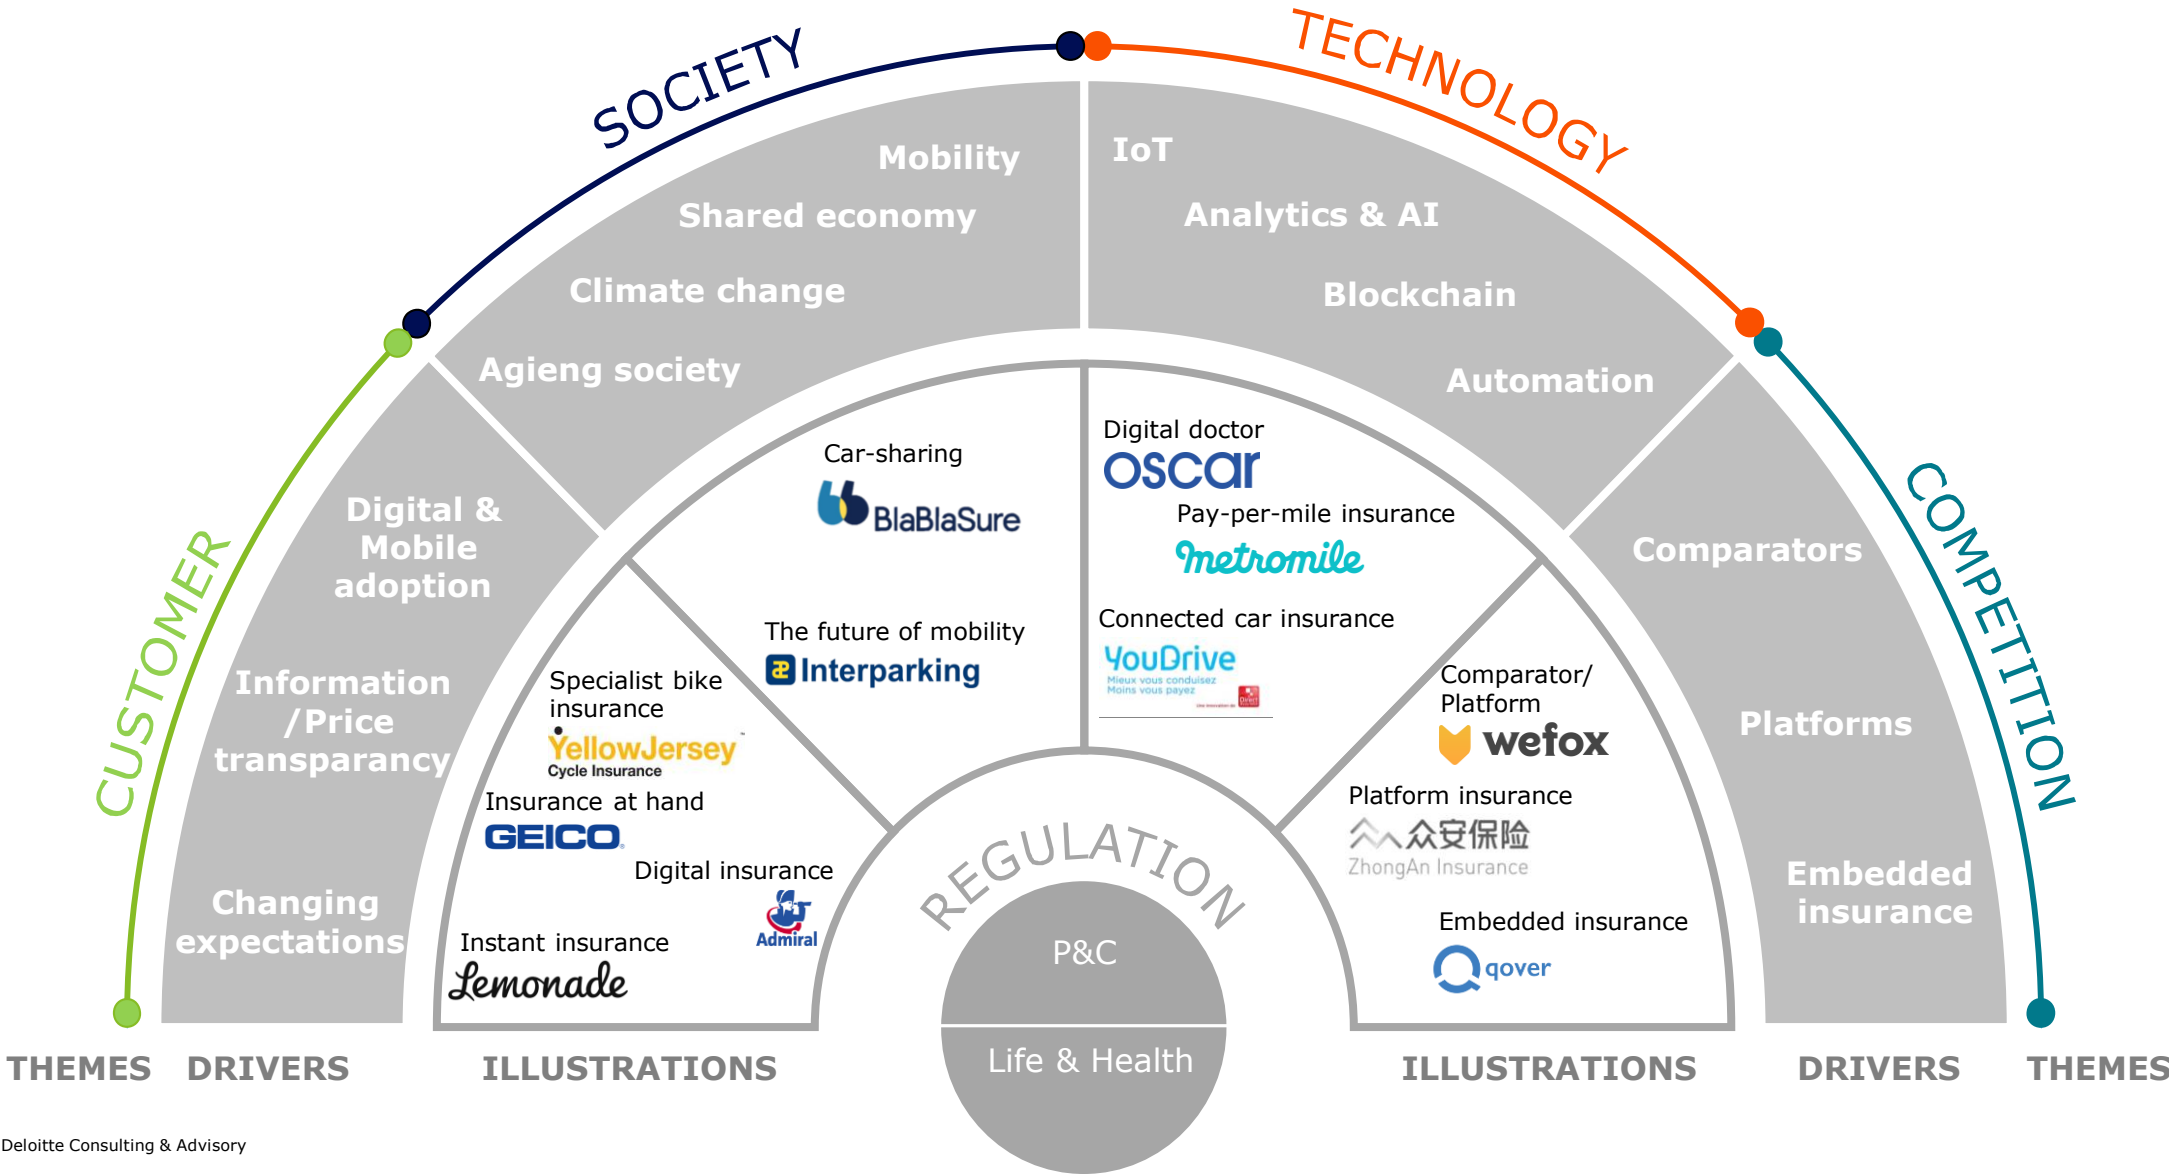 SOCIETY
TECHNOLOGY
CUSTOMER
COMPETITION
Mobility
Shared economy
Climate change
Agieng society
IoT
Analytics & AI
Blockchain
Automation
Digital &
Mobile
adoption
Information
/Price
transparancy
Changing
expectations
Comparators
Platforms
Embedded
insurance
Car-sharing
BlaBlaSure
The future of mobility
Interparking
Digital doctor
oscar
Pay-per-mile insurance
metromile
Connected car insurance
YouDrive
Mieux vous conduisez
Moins vous payez
Specialist bike
insurance
YellowJersey
Cycle Insurance
Insurance at hand
GEICO
Digital insurance
Admiral
Instant insurance
Lemonade
Comparator/
Platform
wefox
Platform insurance
众安保险
ZhongAn Insurance
Embedded insurance
qover
REGULATION
P&C
Life & Health
THEMES DRIVERS ILLUSTRATIONS ILLUSTRATIONS DRIVERS THEMES
Deloitte Consulting & Advisory